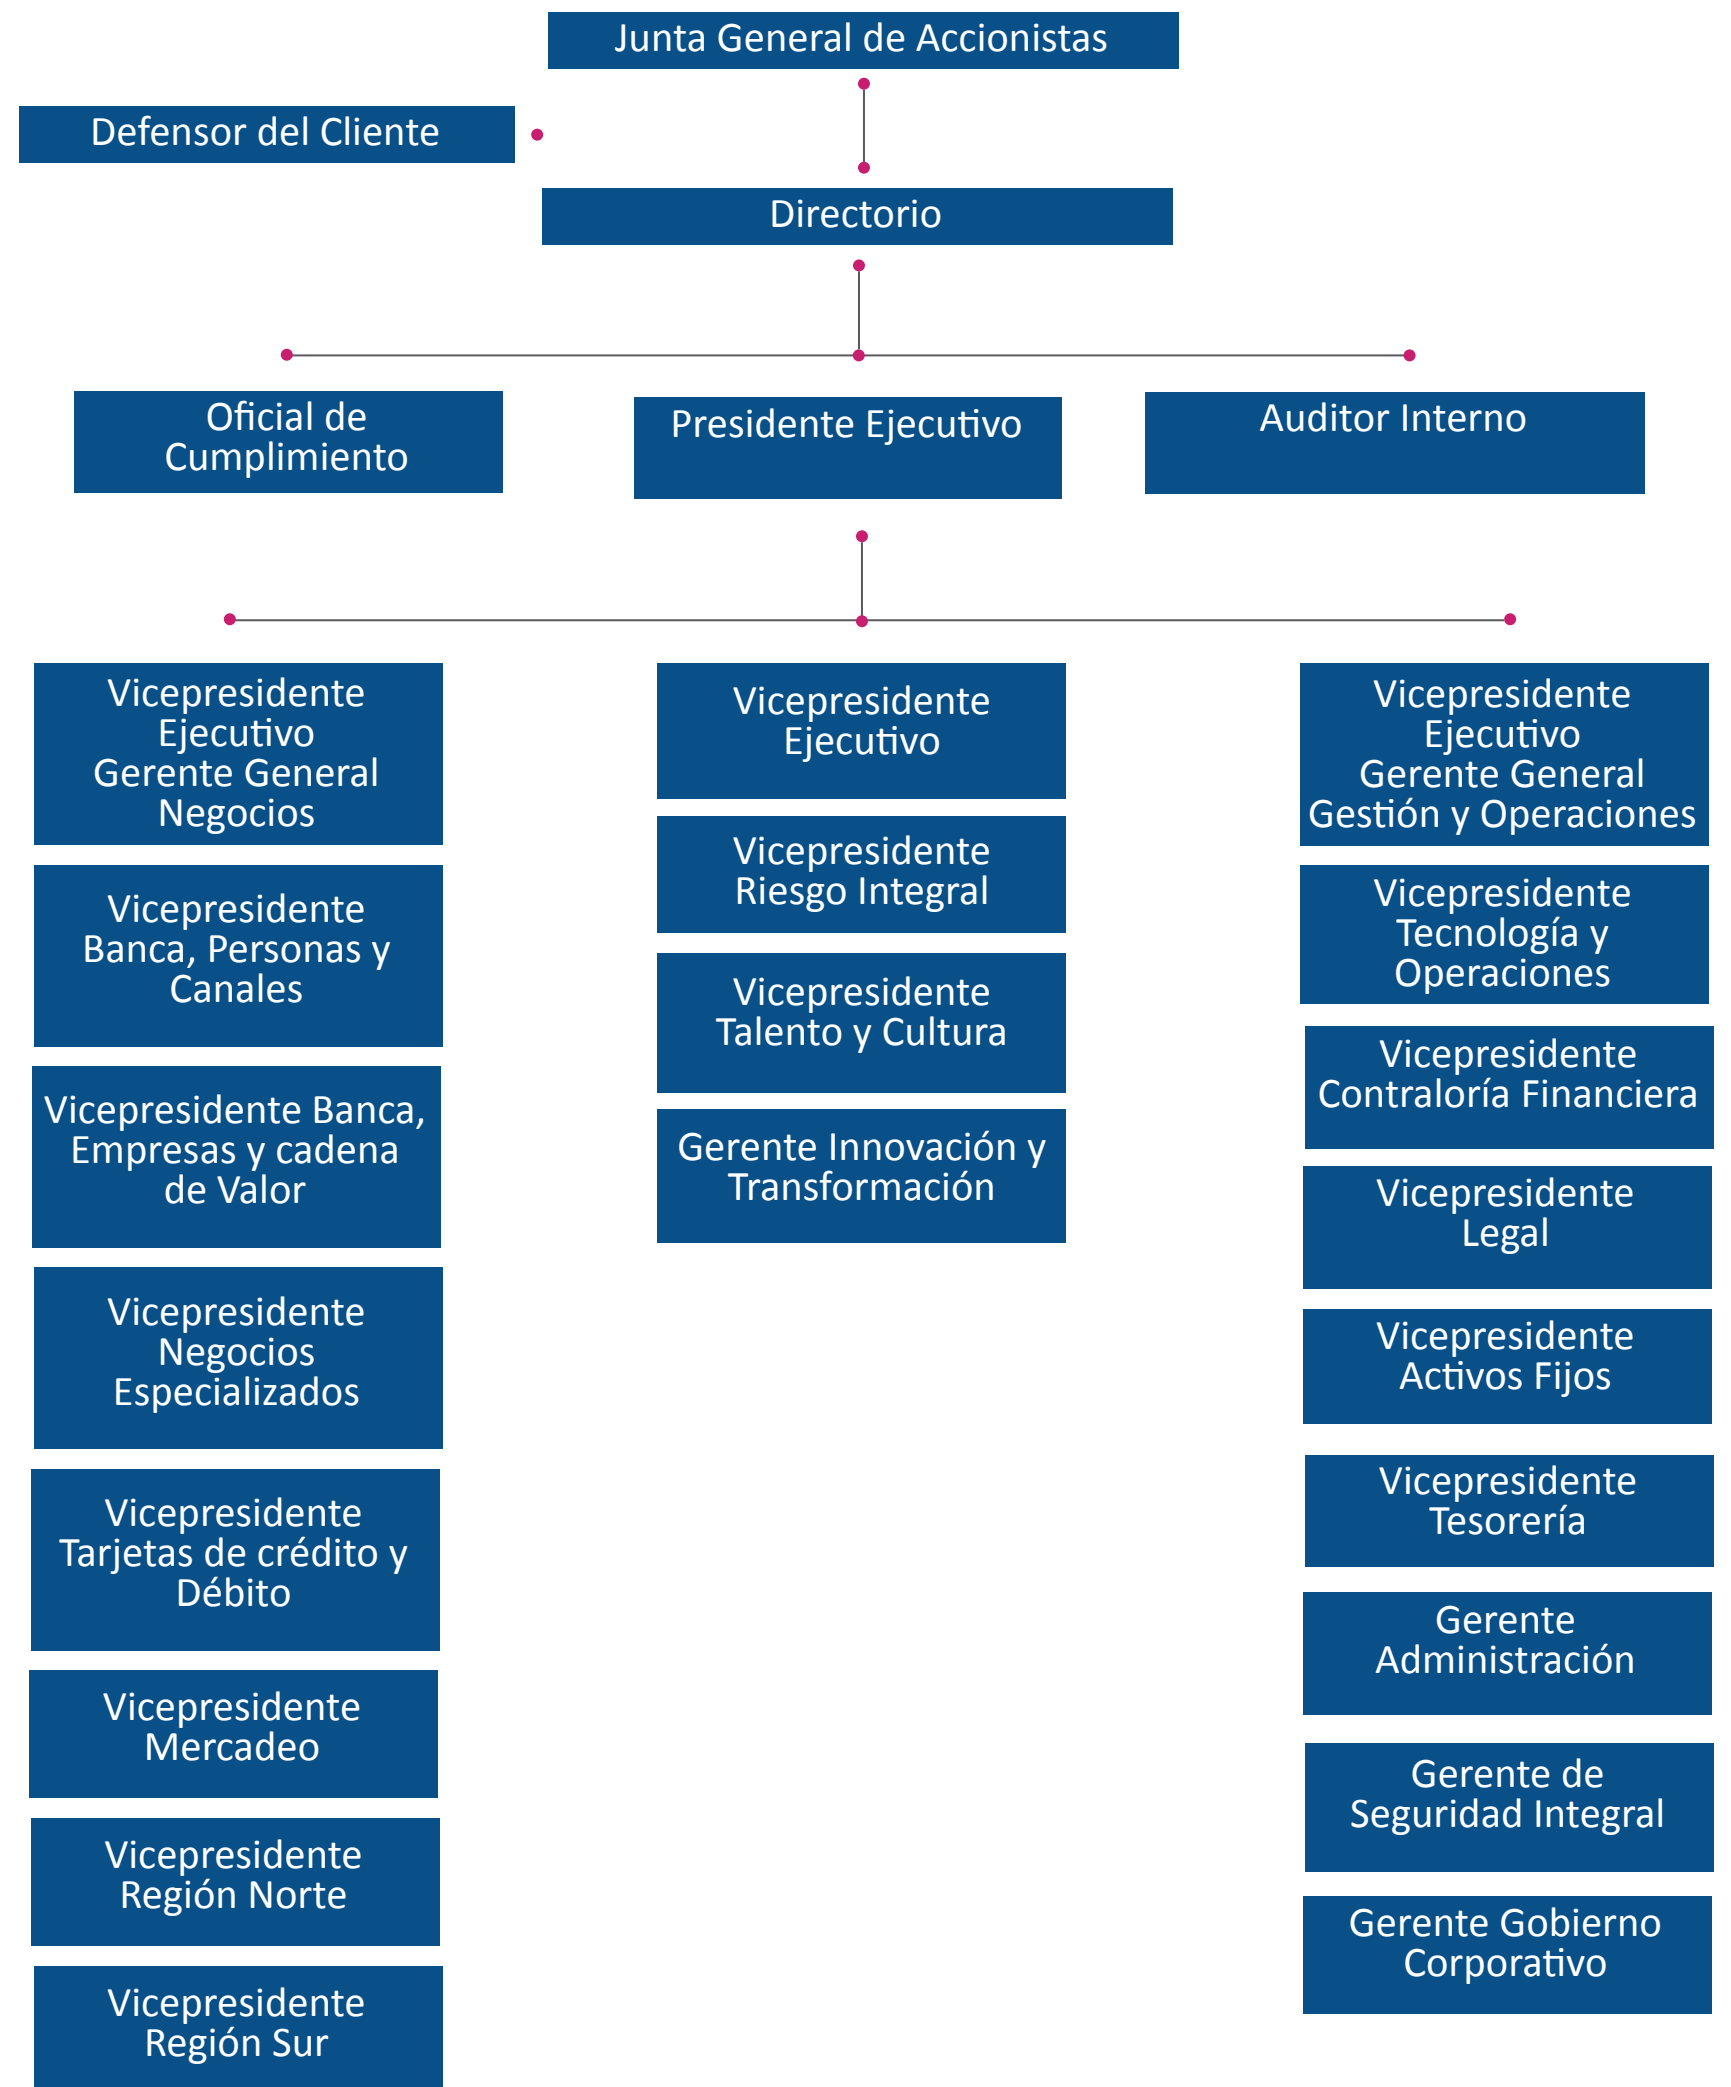 Junta General de Accionistas
Defensor del Cliente
Directorio
Oficial de
Cumplimiento
Presidente Ejecutivo
Auditor Interno
Vicepresidente
Ejecutivo
Gerente General
Negocios
Vicepresidente
Banca, Personas y
Canales
Vicepresidente Banca,
Empresas y cadena
de Valor
Vicepresidente
Negocios
Especializados
Vicepresidente
Tarjetas de crédito y
Débito
Vicepresidente
Mercadeo
Vicepresidente
Región Norte
Vicepresidente
Región Sur
Vicepresidente
Ejecutivo
Vicepresidente
Riesgo Integral
Vicepresidente
Talento y Cultura
Gerente Innovación y
Transformación
Vicepresidente
Ejecutivo
Gerente General
Gestión y Operaciones
Vicepresidente
Tecnología y
Operaciones
Vicepresidente
Contraloría Financiera
Vicepresidente
Legal
Vicepresidente
Activos Fijos
Vicepresidente
Tesorería
Gerente
Administración
Gerente de
Seguridad Integral
Gerente Gobierno
Corporativo